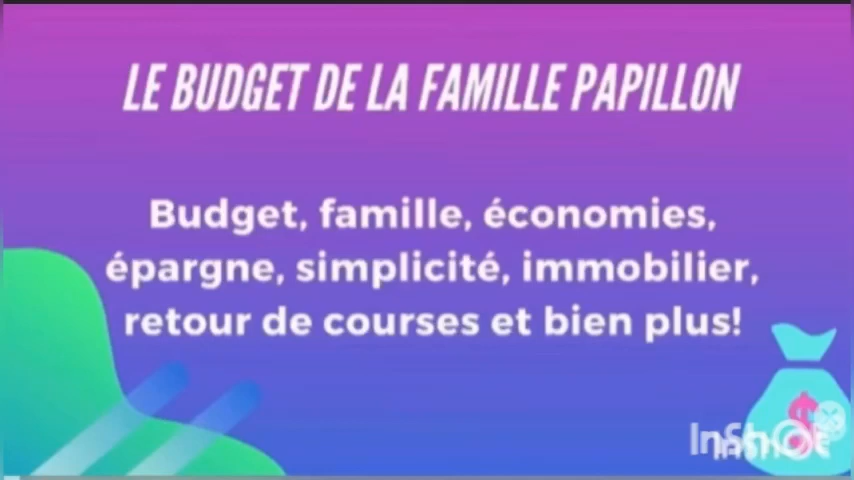 LE BUDGET DE LA FAMILLE PAPILLON
Budget, famille, économies,
épargne, simplicité, immobilier,
retour de courses et bien plus!
InShOt